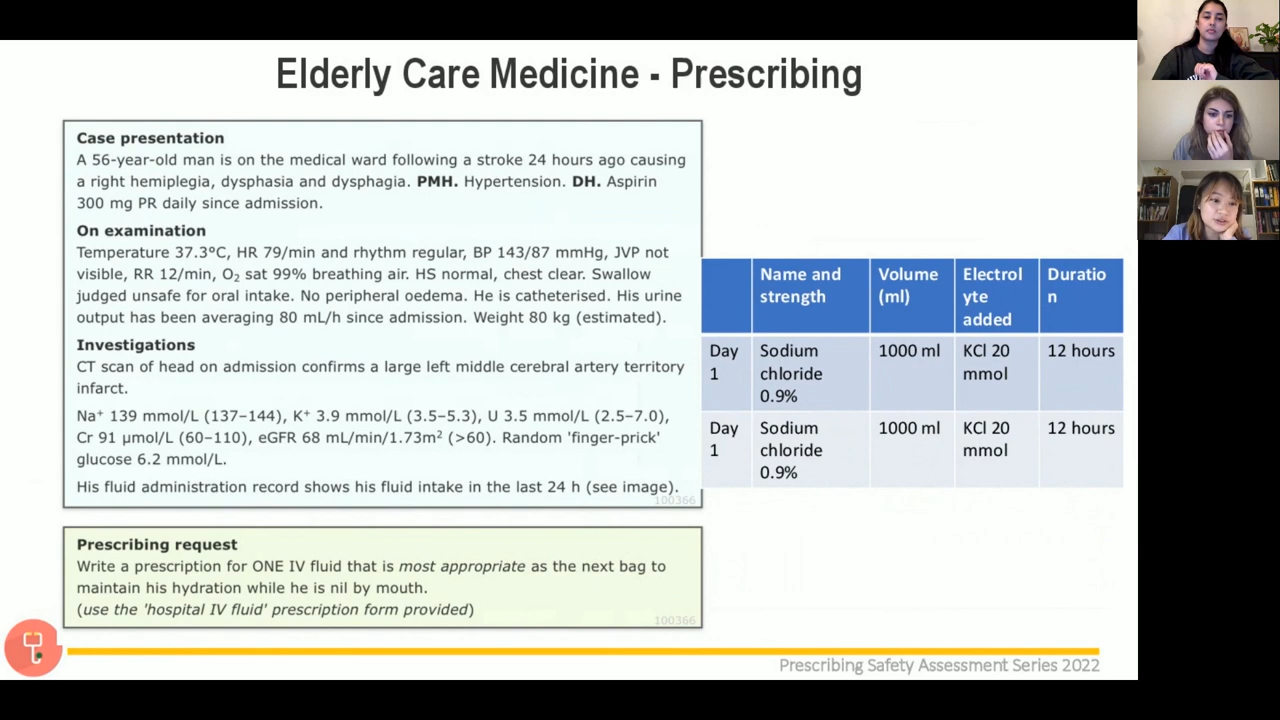 Elderly Care Medicine - Prescribing
Case presentation
A 56-year-old man is on the medical ward following a stroke 24 hours ago causing
a right hemiplegia, dysphasia and dysphagia. PMH. Hypertension. DH. Aspirin
300 mg PR daily since admission.
On examination
Temperature 37.3°C, HR 79/min and rhythm regular, BP 143/87 mmHg, JVP not
visible, RR 12/min, O₂ sat 99% breathing air. HS normal, chest clear. Swallow
judged unsafe for oral intake. No peripheral oedema. He is catheterised. His urine
output has been averaging 80 mL/h since admission. Weight 80 kg (estimated).
Investigations
CT scan of head on admission confirms a large left middle cerebral artery territory
infarct.
Na⁺ 139 mmol/L (137–144), K⁺ 3.9 mmol/L (3.5–5.3), U 3.5 mmol/L (2.5–7.0),
Cr 91 µmol/L (60–110), eGFR 68 mL/min/1.73m² (>60). Random 'finger-prick'
glucose 6.2 mmol/L.
His fluid administration record shows his fluid intake in the last 24 h (see image).
100366
Prescribing request
Write a prescription for ONE IV fluid that is most appropriate as the next bag to
maintain his hydration while he is nil by mouth.
(use the 'hospital IV fluid' prescription form provided)
100366
Name and
strength
Volume
(ml)
Electrol
yte
added
Duratio
n
Day
1
Sodium
chloride
0.9%
1000 ml
KCl 20
mmol
12 hours
Day
1
Sodium
chloride
0.9%
1000 ml
KCl 20
mmol
12 hours
Prescribing Safety Assessment Series 2022